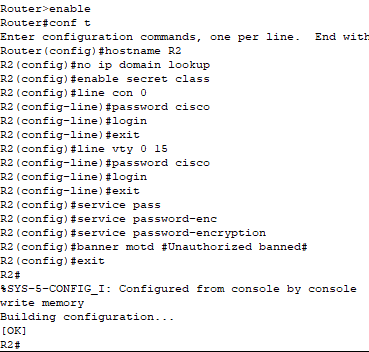 Router>enable
Router#conf t
Enter configuration commands, one per line.  End with
Router(config)#hostname R2
R2(config)#no ip domain lookup
R2(config)#enable secret class
R2(config)#line con 0
R2(config-line)#password cisco
R2(config-line)#login
R2(config-line)#exit
R2(config)#line vty 0 15
R2(config-line)#password cisco
R2(config-line)#login
R2(config-line)#exit
R2(config)#service pass
R2(config)#service password-enc
R2(config)#service password-encryption
R2(config)#banner motd #Unauthorized banned#
R2(config)#exit
R2#
%SYS-5-CONFIG_I: Configured from console by console
write memory
Building configuration...
[OK]
R2#